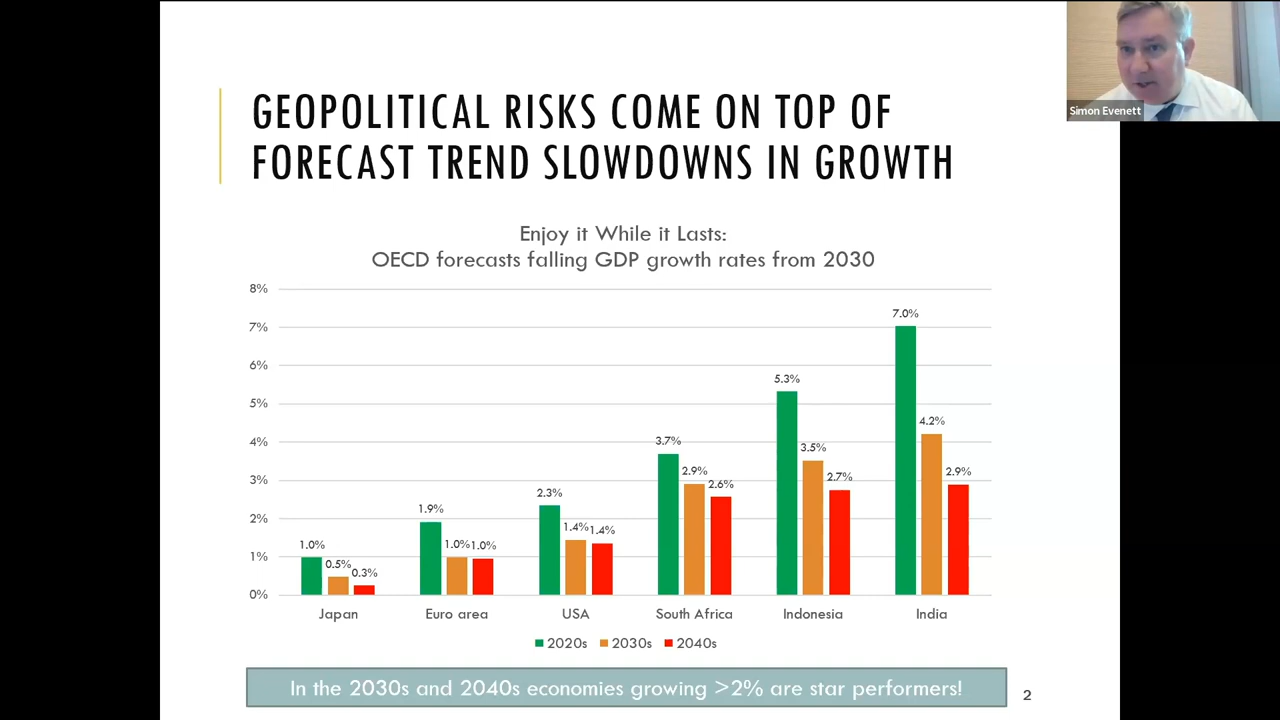 Simon Evenett
GEOPOLITICAL RISKS COME ON TOP OF
FORECAST TREND SLOWDOWNS IN GROWTH
Enjoy it While it Lasts:
OECD forecasts falling GDP growth rates from 2030
8%
7%
6%
5%
4%
3%
2%
1%
0%
1.0%
0.5%
0.3%
1.9%
1.0%
1.0%
2.3%
1.4%
1.4%
3.7%
2.9%
2.6%
5.3%
3.5%
2.7%
7.0%
4.2%
2.9%
Japan
Euro area
USA
South Africa
Indonesia
India
2020s
2030s
2040s
In the 2030s and 2040s economies growing >2% are star performers!
2